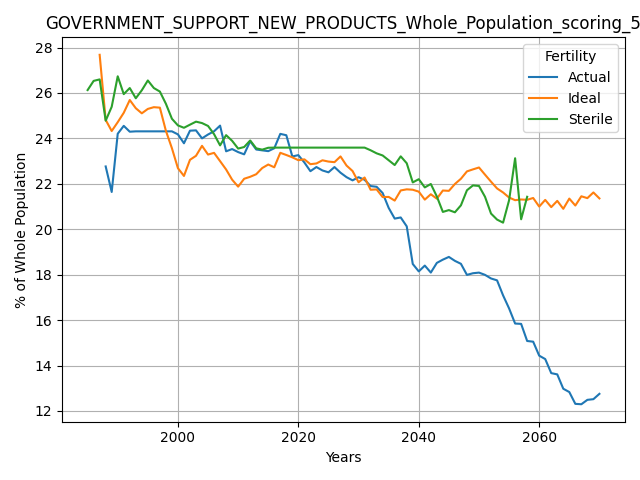 GOVERNMENT_SUPPORT_NEW_PRODUCTS_Whole_Population_scoring_5
Fertility
Actual
Ideal
Sterile
% of Whole Population
28
26
24
22
20
18
16
14
12
2000
2020
2040
2060
Years